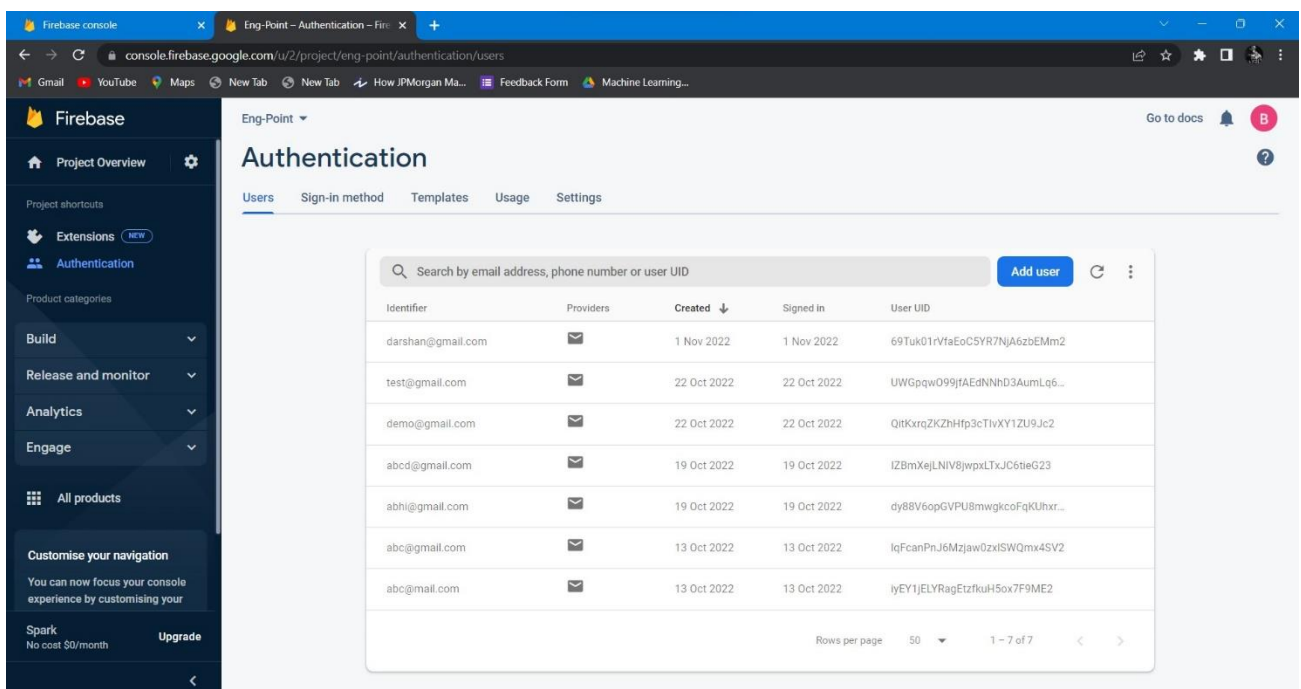 Firebase console
Eng-Point – Authentication – Fire
console.firebase.google.com/u/2/project/eng-point/authentication/users
Gmail YouTube Maps New Tab New Tab How JPMorgan Ma... Feedback Form Machine Learning...
Firebase
Eng-Point
Go to docs
B
Project Overview
Authentication
Users Sign-in method Templates Usage Settings
Project shortcuts
Extensions NEW
Authentication
Product categories
Build
Release and monitor
Analytics
Engage
All products
Customise your navigation
You can now focus your console
experience by customising your
Spark
No cost $0/month
Upgrade
Search by email address, phone number or user UID
Add user
Identifier Providers Created Signed in User UID
darshan@gmail.com 1 Nov 2022 1 Nov 2022 69Tuk01rVfaEoC5YR7NjA6zbEMm2
test@gmail.com 22 Oct 2022 22 Oct 2022 UWGpqwO99jfAEdNNhD3AumLq6...
demo@gmail.com 22 Oct 2022 22 Oct 2022 QitKxrqZKZhHfp3cTIvXY1ZU9Jc2
abcd@gmail.com 19 Oct 2022 19 Oct 2022 IZBmXejLNIV8jwpxLTxJC6tieG23
abhi@gmail.com 19 Oct 2022 19 Oct 2022 dy88V6opGVPU8mwgkcoFqKUhxr...
abc@gmail.com 13 Oct 2022 13 Oct 2022 IqFcanPnJ6Mzjaw0zxISWQmx4SV2
abc@mail.com 13 Oct 2022 13 Oct 2022 iyEY1jELYRagEtzfkuH5ox7F9ME2
Rows per page 50 1 – 7 of 7